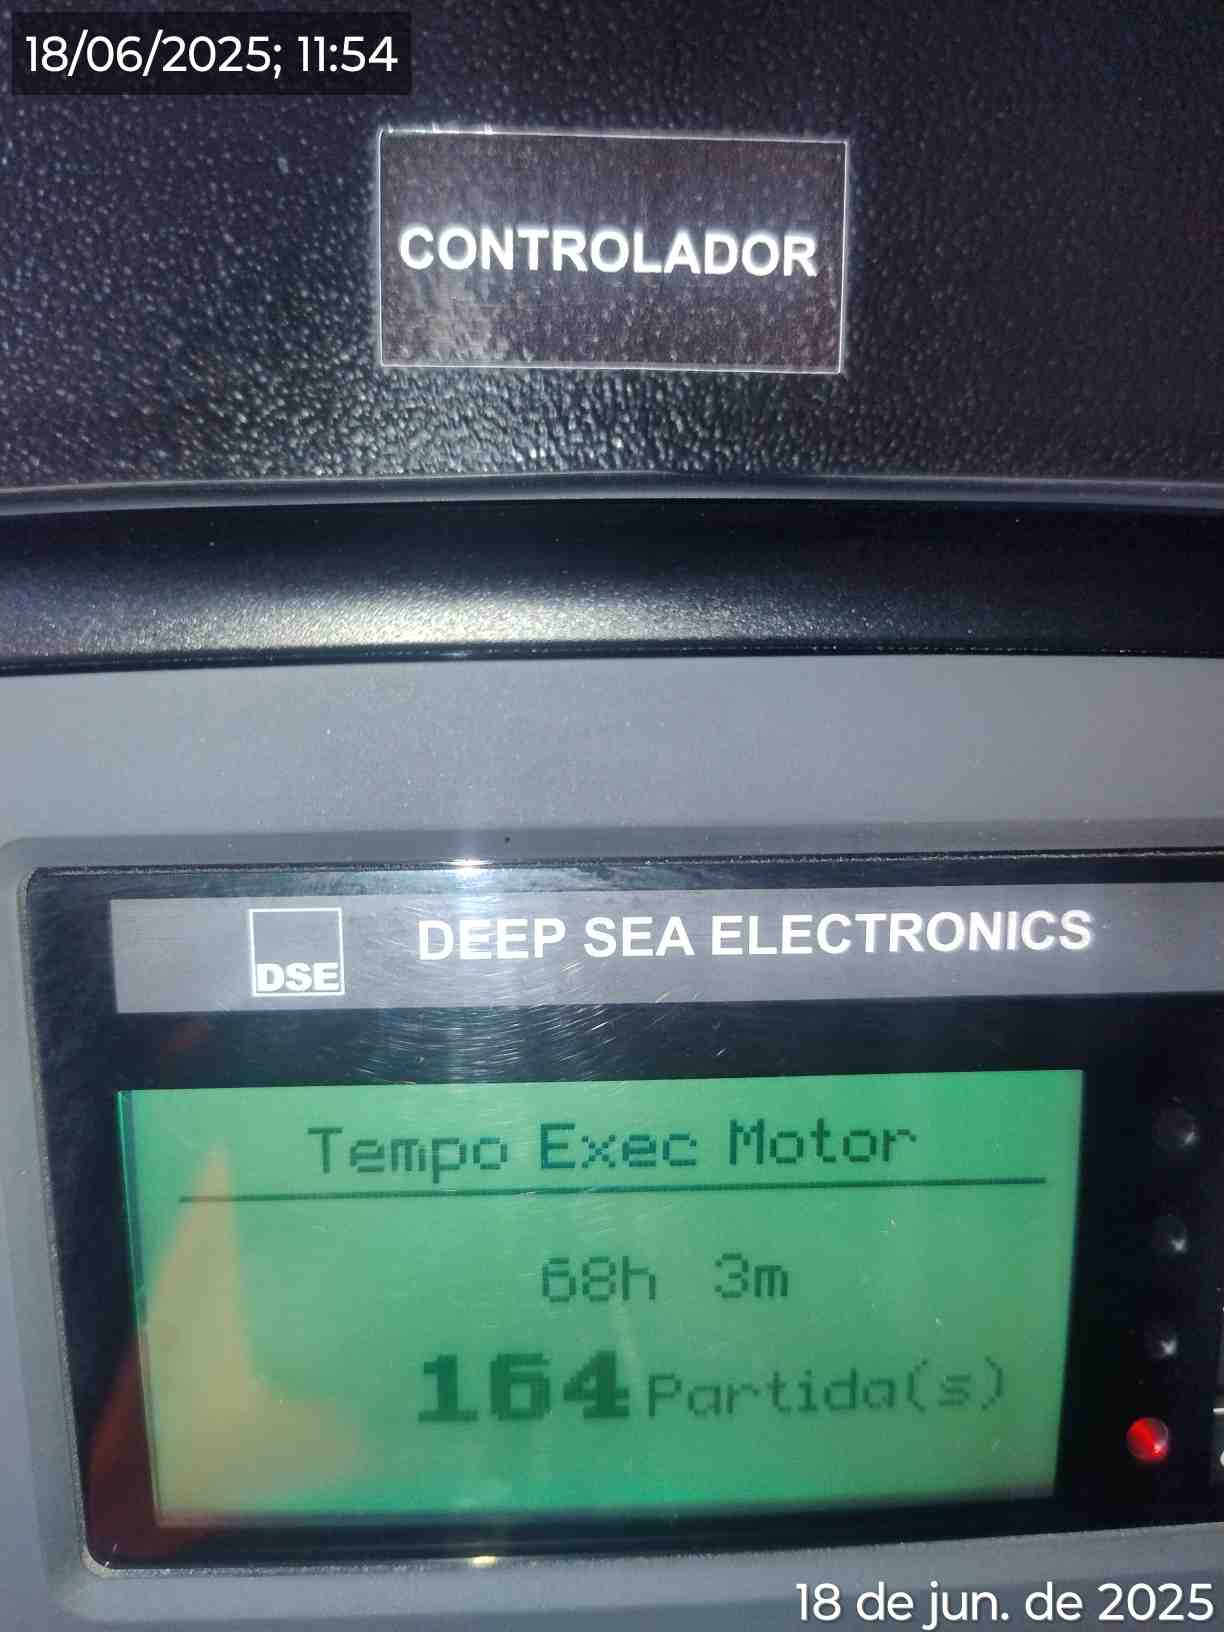 18/06/2025; 11:54
CONTROLADOR
DSE
DEEP SEA ELECTRONICS
Tempo Exec Motor
68h 3m
164 Partida(s)
18 de jun. de 2025